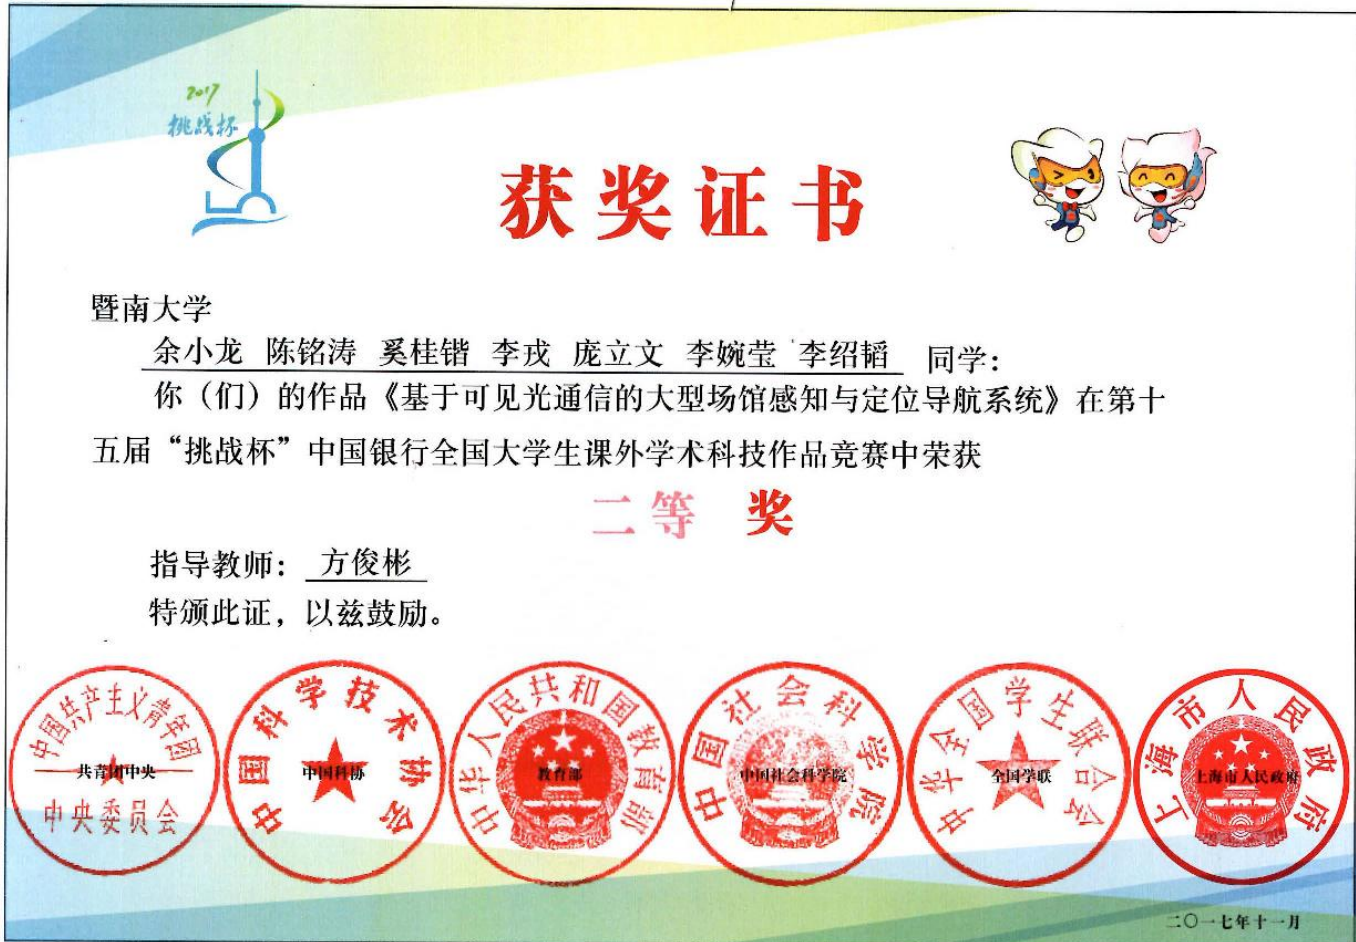 2017
挑战杯
获奖证书
暨南大学
余小龙 陈铭涛 奚桂锴 李戎 庞立文 李婉莹 李绍韬 同学：
你（们）的作品《基于可见光通信的大型场馆感知与定位导航系统》在第十
五届“挑战杯”中国银行全国大学生课外学术科技作品竞赛中荣获
二等 奖
指导教师： 方俊彬
特颁此证，以兹鼓励。
中国共产主义青年团
共青团中央
中央委员会
中国科学技术协会
中国科协
中华人民共和国教育部
教育部
中国社会科学院
中国社会科学院
中华全国学生联合会
全国学联
上海市人民政府
上海市人民政府
二〇一七年十一月